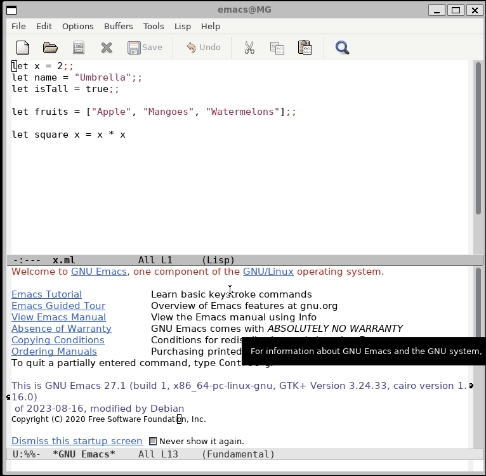 emacs@MG
File Edit Options Buffers Tools Lisp Help
Save Undo
let x = 2;;
let name = "Umbrella";;
let isTall = true;;
let fruits = ["Apple", "Mangoes", "Watermelons"];;
let square x = x * x
-:--- x.ml All L1 (Lisp)
Welcome to GNU Emacs, one component of the GNU/Linux operating system.
Emacs Tutorial Learn basic keystroke commands
Emacs Guided Tour Overview of Emacs features at gnu.org
View Emacs Manual View the Emacs manual using Info
Absence of Warranty GNU Emacs comes with ABSOLUTELY NO WARRANTY
Copying Conditions Conditions for
Ordering Manuals Purchasing printed
For information about GNU Emacs and the GNU system,
To quit a partially entered command, type
This is GNU Emacs 27.1 (build 1, x86_64-pc-linux-gnu, GTK+ Version 3.24.33, cairo version 1.
16.0)
of 2023-08-16, modified by Debian
Copyright (C) 2020 Free Software Foundation, Inc.
Dismiss this startup screen Never show it again.
U:%%- *GNU Emacs* All L13 (Fundamental)